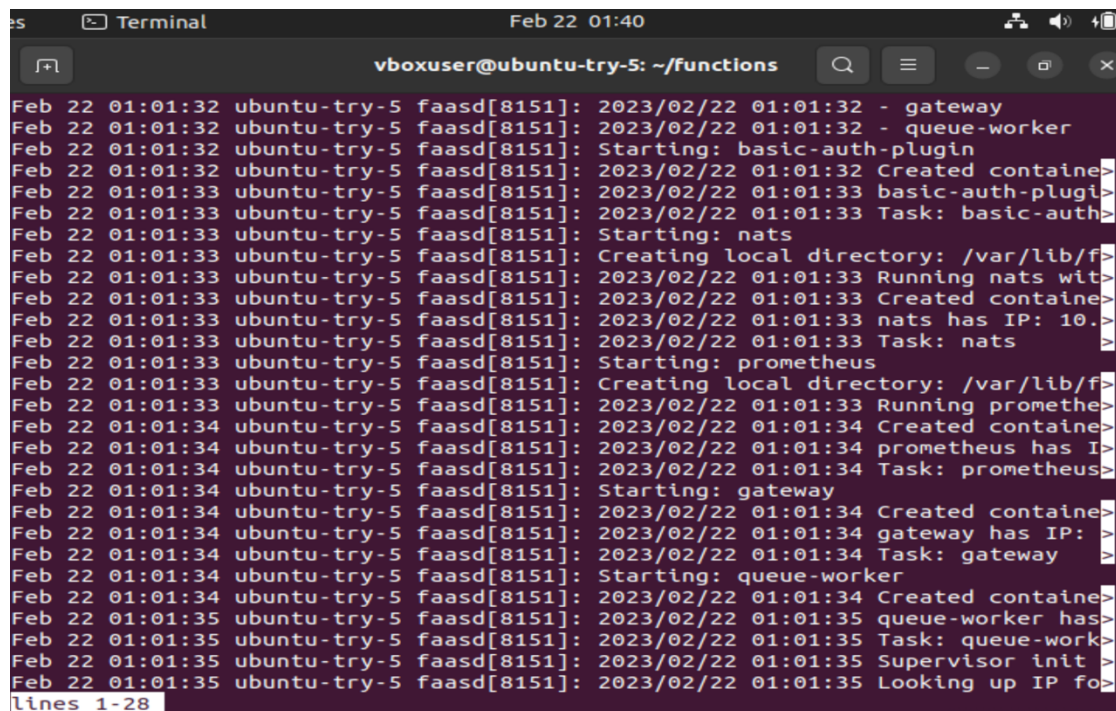 es Terminal Feb 22 01:40
vboxuser@ubuntu-try-5: ~/functions
Feb 22 01:01:32 ubuntu-try-5 faasd[8151]: 2023/02/22 01:01:32 - gateway
Feb 22 01:01:32 ubuntu-try-5 faasd[8151]: 2023/02/22 01:01:32 - queue-worker
Feb 22 01:01:32 ubuntu-try-5 faasd[8151]: Starting: basic-auth-plugin
Feb 22 01:01:32 ubuntu-try-5 faasd[8151]: 2023/02/22 01:01:32 Created containe>
Feb 22 01:01:33 ubuntu-try-5 faasd[8151]: 2023/02/22 01:01:33 basic-auth-plugi>
Feb 22 01:01:33 ubuntu-try-5 faasd[8151]: 2023/02/22 01:01:33 Task: basic-auth>
Feb 22 01:01:33 ubuntu-try-5 faasd[8151]: Starting: nats
Feb 22 01:01:33 ubuntu-try-5 faasd[8151]: Creating local directory: /var/lib/f>
Feb 22 01:01:33 ubuntu-try-5 faasd[8151]: 2023/02/22 01:01:33 Running nats wit>
Feb 22 01:01:33 ubuntu-try-5 faasd[8151]: 2023/02/22 01:01:33 Created containe>
Feb 22 01:01:33 ubuntu-try-5 faasd[8151]: 2023/02/22 01:01:33 nats has IP: 10.>
Feb 22 01:01:33 ubuntu-try-5 faasd[8151]: 2023/02/22 01:01:33 Task: nats >
Feb 22 01:01:33 ubuntu-try-5 faasd[8151]: Starting: prometheus
Feb 22 01:01:33 ubuntu-try-5 faasd[8151]: Creating local directory: /var/lib/f>
Feb 22 01:01:33 ubuntu-try-5 faasd[8151]: 2023/02/22 01:01:33 Running promethe>
Feb 22 01:01:34 ubuntu-try-5 faasd[8151]: 2023/02/22 01:01:34 Created containe>
Feb 22 01:01:34 ubuntu-try-5 faasd[8151]: 2023/02/22 01:01:34 prometheus has I>
Feb 22 01:01:34 ubuntu-try-5 faasd[8151]: 2023/02/22 01:01:34 Task: prometheus>
Feb 22 01:01:34 ubuntu-try-5 faasd[8151]: Starting: gateway
Feb 22 01:01:34 ubuntu-try-5 faasd[8151]: 2023/02/22 01:01:34 Created containe>
Feb 22 01:01:34 ubuntu-try-5 faasd[8151]: 2023/02/22 01:01:34 gateway has IP: >
Feb 22 01:01:34 ubuntu-try-5 faasd[8151]: 2023/02/22 01:01:34 Task: gateway >
Feb 22 01:01:34 ubuntu-try-5 faasd[8151]: Starting: queue-worker
Feb 22 01:01:34 ubuntu-try-5 faasd[8151]: 2023/02/22 01:01:34 Created containe>
Feb 22 01:01:35 ubuntu-try-5 faasd[8151]: 2023/02/22 01:01:35 queue-worker has>
Feb 22 01:01:35 ubuntu-try-5 faasd[8151]: 2023/02/22 01:01:35 Task: queue-work>
Feb 22 01:01:35 ubuntu-try-5 faasd[8151]: 2023/02/22 01:01:35 Supervisor init >
Feb 22 01:01:35 ubuntu-try-5 faasd[8151]: 2023/02/22 01:01:35 Looking up IP fo>
lines 1-28